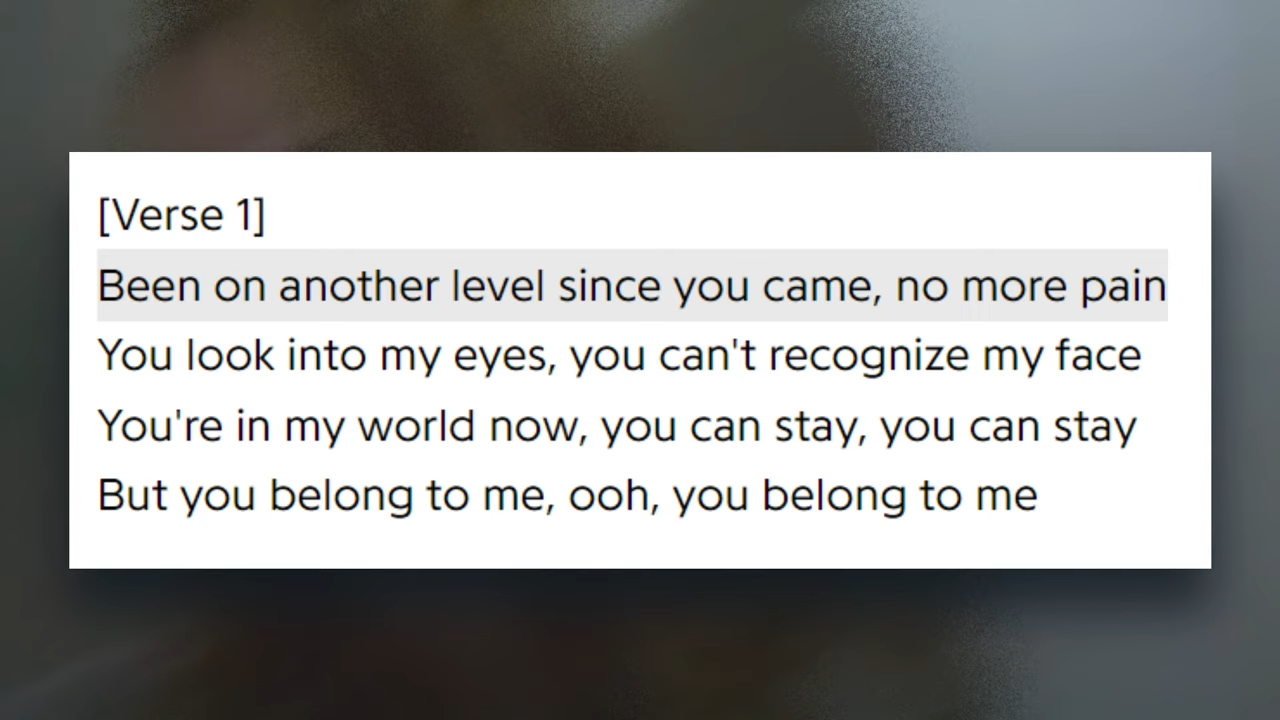 [Verse 1]
Been on another level since you came, no more pain
You look into my eyes, you can't recognize my face
You're in my world now, you can stay, you can stay
But you belong to me, ooh, you belong to me